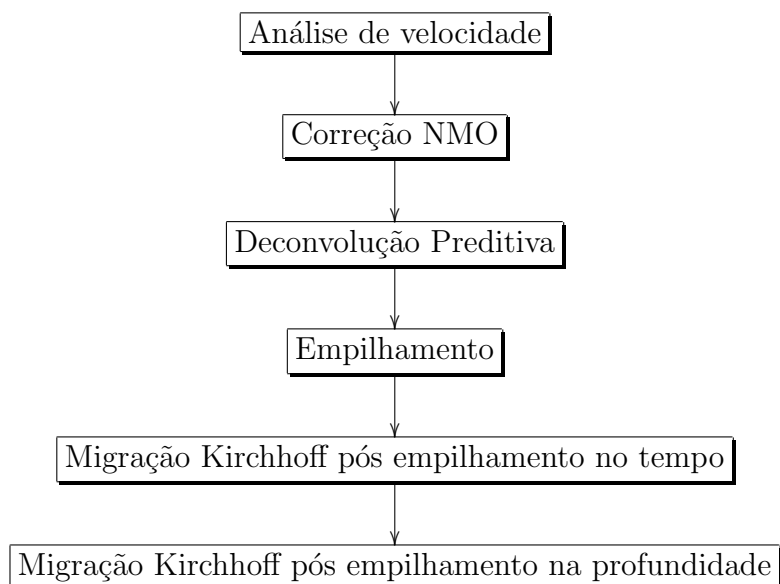 Análise de velocidade
Correção NMO
Deconvolução Preditiva
Empilhamento
Migração Kirchhoff pós empilhamento no tempo
Migração Kirchhoff pós empilhamento na profundidade